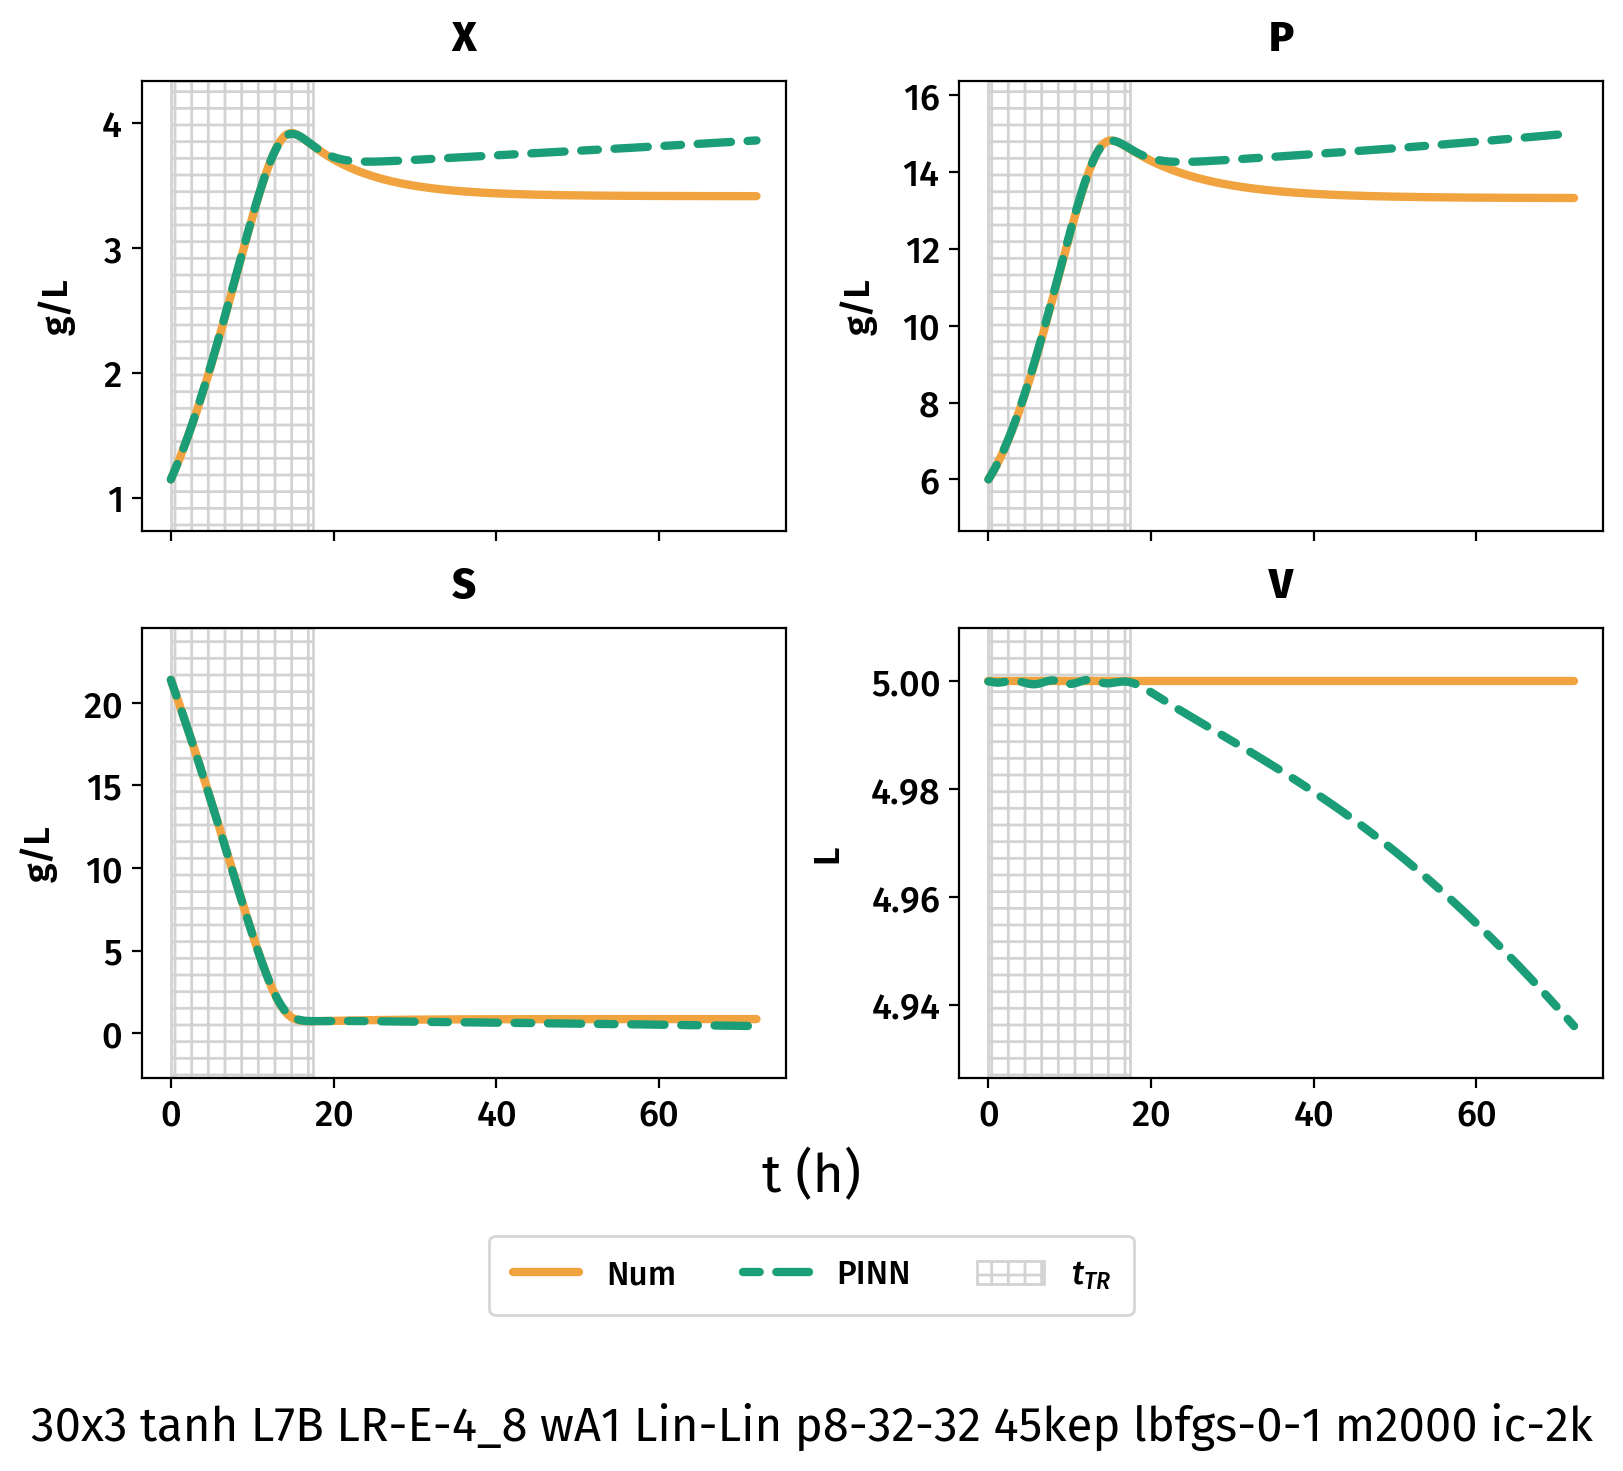 X
4
3
2
1
g/L
P
16
14
12
10
8
6
g/L
S
20
15
10
5
0
g/L
0 20 40 60
V
5.00
4.98
4.96
4.94
L
0 20 40 60
t (h)
Num PINN t_TR
30x3 tanh L7B LR-E-4_8 wA1 Lin-Lin p8-32-32 45kep lbfgs-0-1 m2000 ic-2k